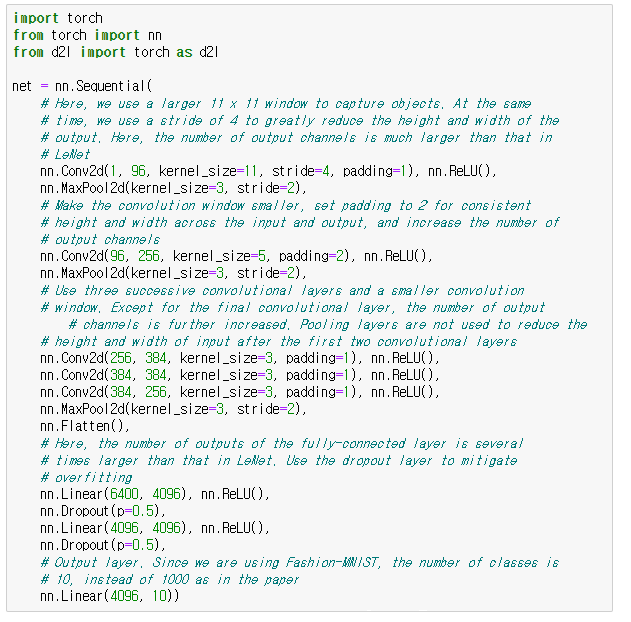 import torch
from torch import nn
from d2l import torch as d2l

net = nn.Sequential(
    # Here, we use a larger 11 x 11 window to capture objects. At the same
    # time, we use a stride of 4 to greatly reduce the height and width of the
    # output. Here, the number of output channels is much larger than that in
    # LeNet
    nn.Conv2d(1, 96, kernel_size=11, stride=4, padding=1), nn.ReLU(),
    nn.MaxPool2d(kernel_size=3, stride=2),
    # Make the convolution window smaller, set padding to 2 for consistent
    # height and width across the input and output, and increase the number of
    # output channels
    nn.Conv2d(96, 256, kernel_size=5, padding=2), nn.ReLU(),
    nn.MaxPool2d(kernel_size=3, stride=2),
    # Use three successive convolutional layers and a smaller convolution
    # window. Except for the final convolutional layer, the number of output
        # channels is further increased. Pooling layers are not used to reduce the
    # height and width of input after the first two convolutional layers
    nn.Conv2d(256, 384, kernel_size=3, padding=1), nn.ReLU(),
    nn.Conv2d(384, 384, kernel_size=3, padding=1), nn.ReLU(),
    nn.Conv2d(384, 256, kernel_size=3, padding=1), nn.ReLU(),
    nn.MaxPool2d(kernel_size=3, stride=2),
    nn.Flatten(),
    # Here, the number of outputs of the fully-connected layer is several
    # times larger than that in LeNet. Use the dropout layer to mitigate
    # overfitting
    nn.Linear(6400, 4096), nn.ReLU(),
    nn.Dropout(p=0.5),
    nn.Linear(4096, 4096), nn.ReLU(),
    nn.Dropout(p=0.5),
    # Output layer. Since we are using Fashion-MNIST, the number of classes is
    # 10, instead of 1000 as in the paper
    nn.Linear(4096, 10))